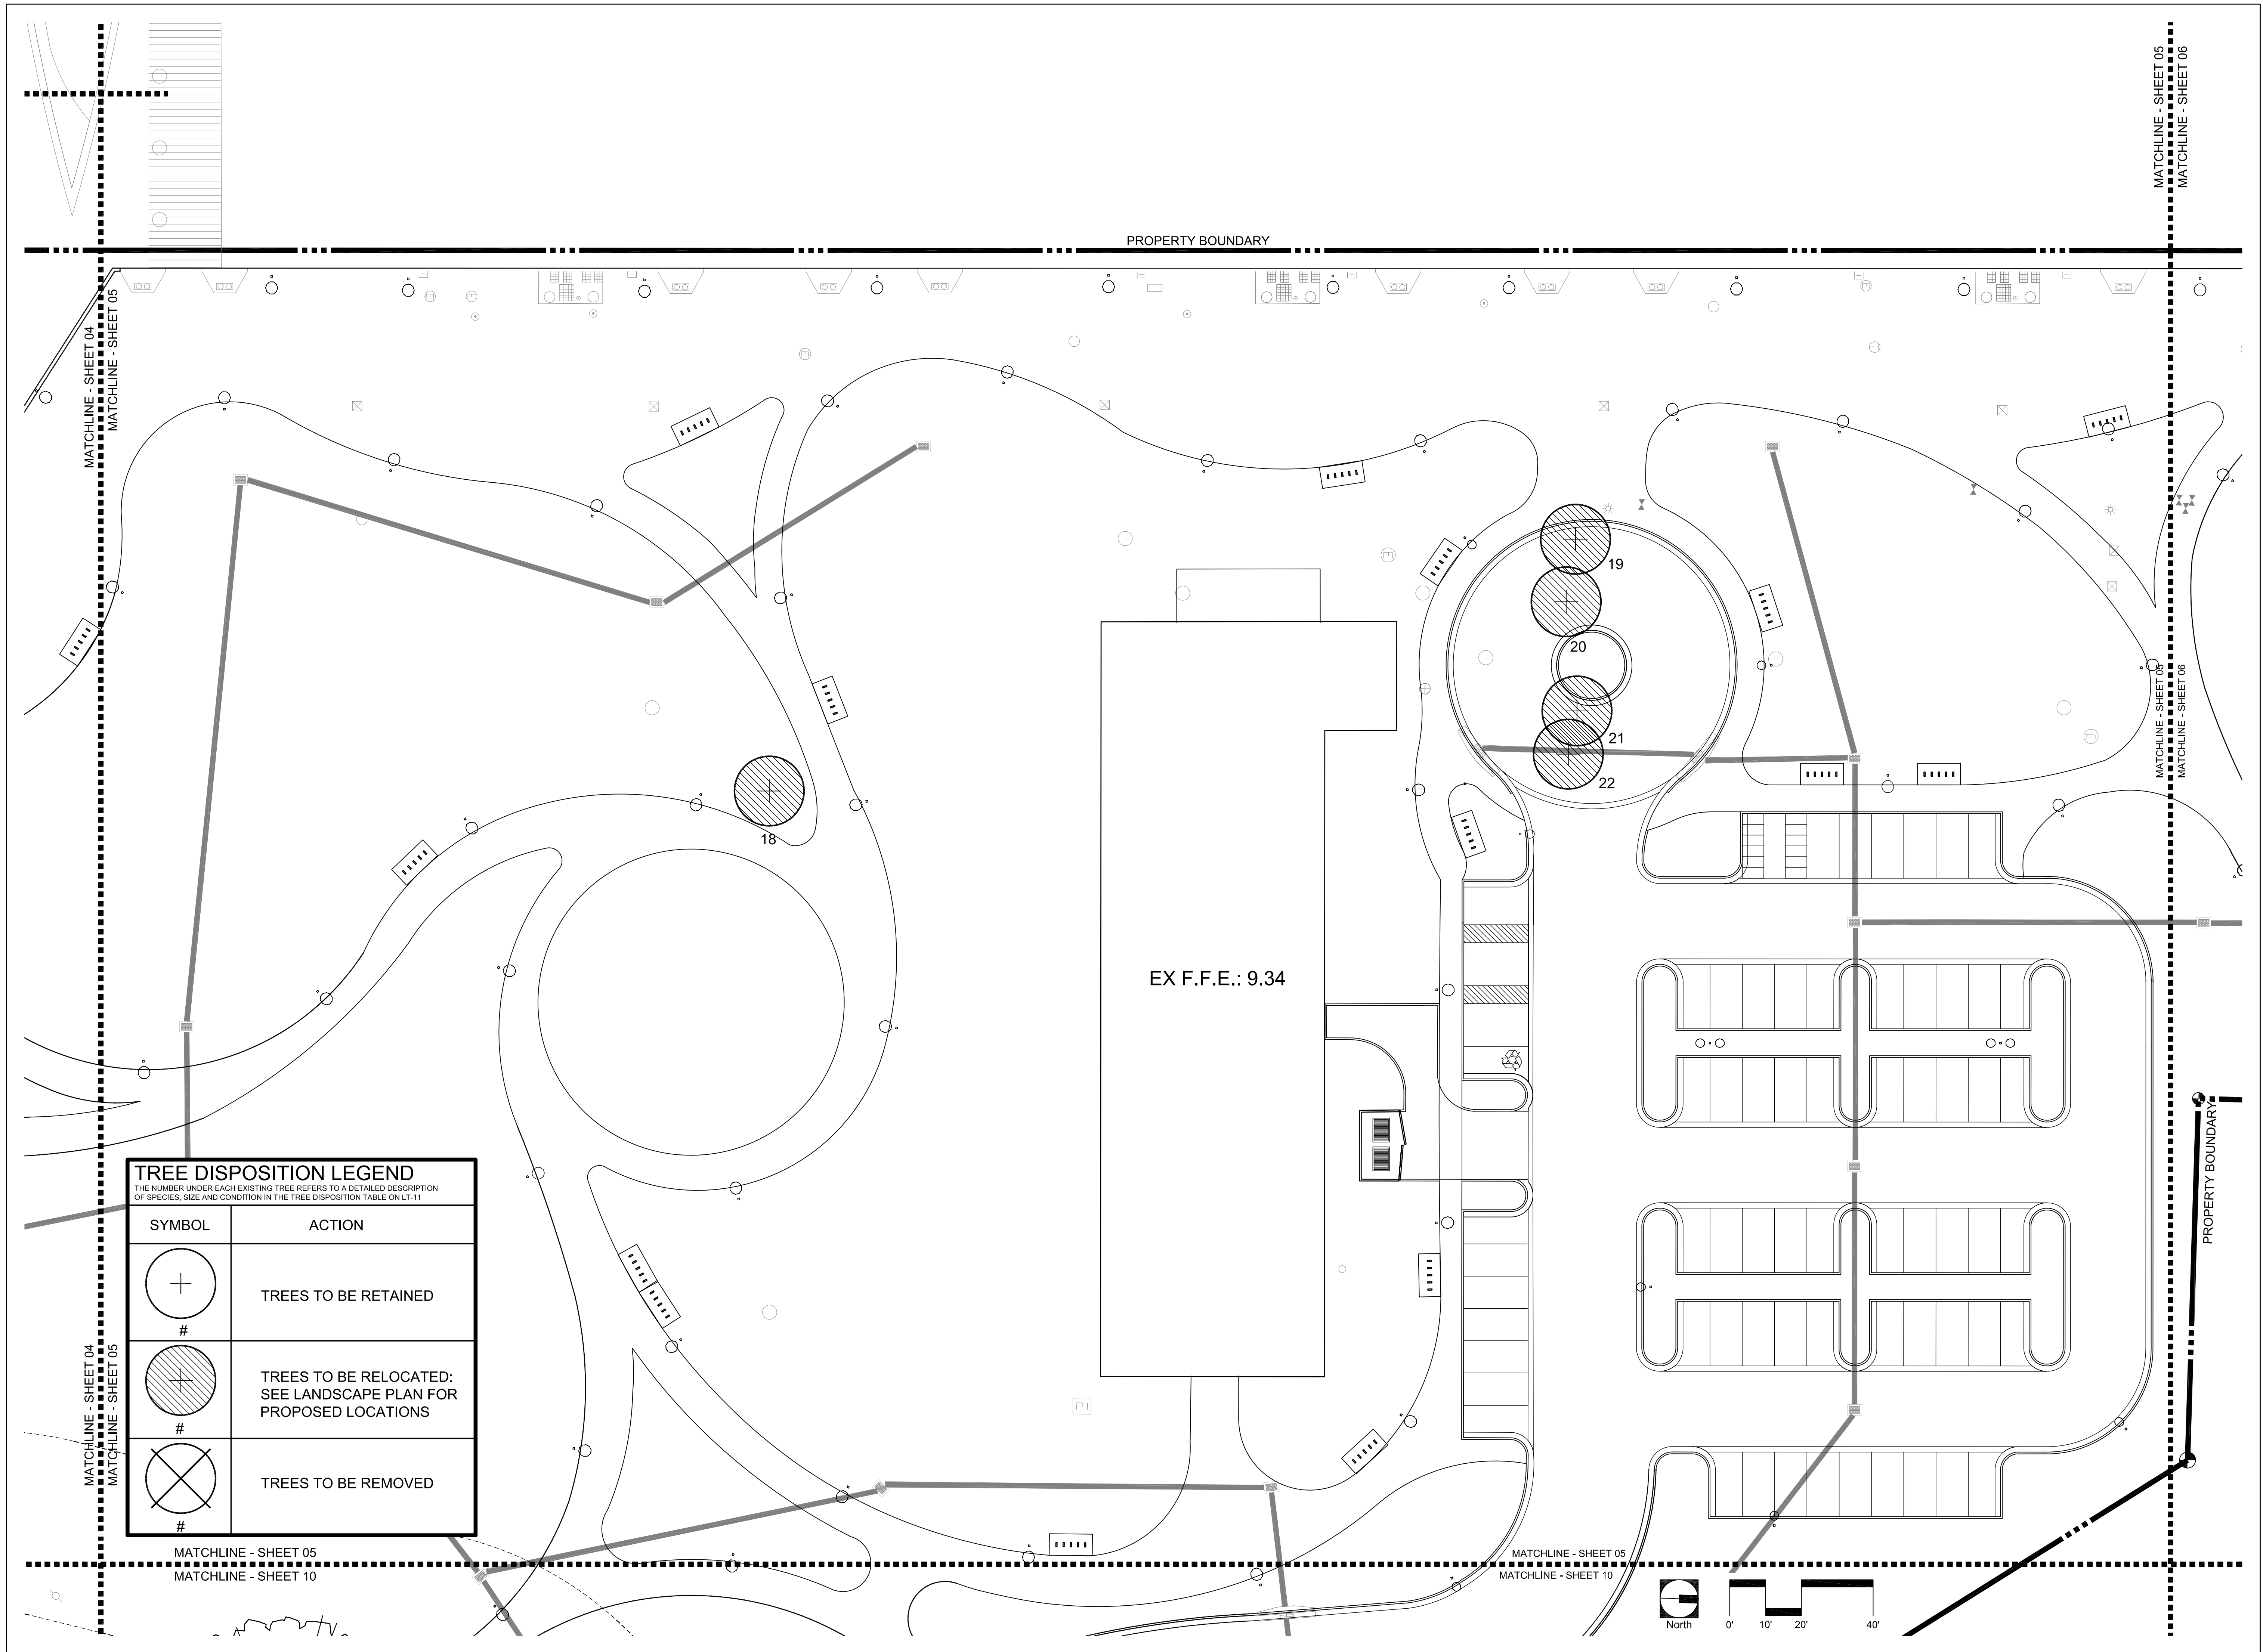 MATCHLINE - SHEET 05
MATCHLINE - SHEET 06
PROPERTY BOUNDARY
MATCHLINE - SHEET 04
MATCHLINE - SHEET 05
19
20
21
22
18
MATCHLINE - SHEET 05
MATCHLINE - SHEET 06
EX F.F.E.: 9.34
PROPERTY BOUNDARY
TREE DISPOSITION LEGEND
THE NUMBER UNDER EACH EXISTING TREE REFERS TO A DETAILED DESCRIPTION
OF SPECIES, SIZE AND CONDITION IN THE TREE DISPOSITION TABLE ON LT-11
SYMBOL
ACTION
#
TREES TO BE RETAINED
#
TREES TO BE RELOCATED:
SEE LANDSCAPE PLAN FOR
PROPOSED LOCATIONS
#
TREES TO BE REMOVED
MATCHLINE - SHEET 04
MATCHLINE - SHEET 05
MATCHLINE - SHEET 05
MATCHLINE - SHEET 10
MATCHLINE - SHEET 05
MATCHLINE - SHEET 10
North
0' 10' 20' 40'